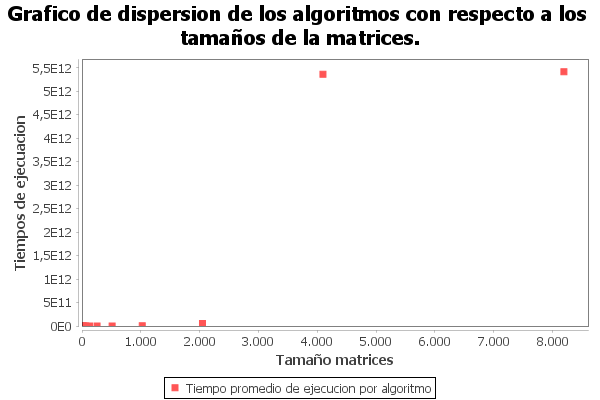 Grafico de dispersion de los algoritmos con respecto a los
tamaños de la matrices.
5,5E12
5E12
4,5E12
4E12
3,5E12
3E12
2,5E12
2E12
1,5E12
1E12
5E11
0E0
Tiempos de ejecuacion
0 1.000 2.000 3.000 4.000 5.000 6.000 7.000 8.000
Tamaño matrices
Tiempo promedio de ejecucion por algoritmo